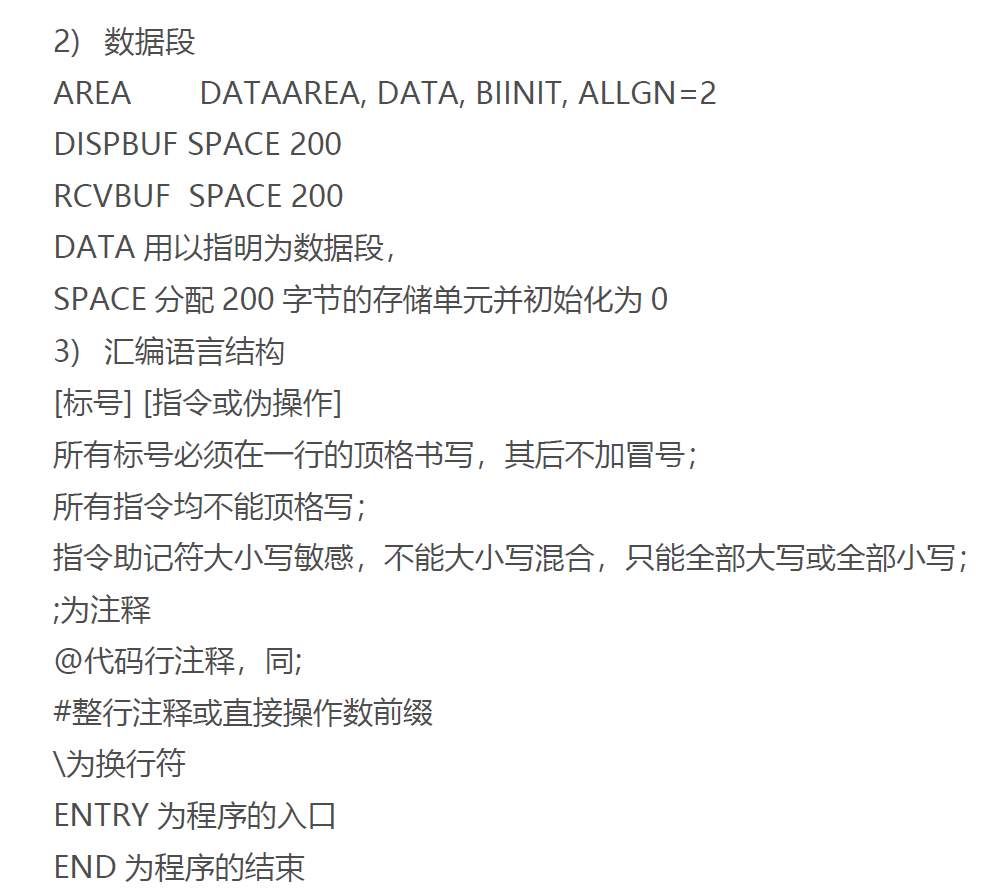 2) 数据段
AREA DATAAREA, DATA, BIINIT, ALLGN=2
DISPBUF SPACE 200
RCVBUF SPACE 200
DATA 用以指明为数据段，
SPACE 分配 200 字节的存储单元并初始化为 0
3) 汇编语言结构
[标号] [指令或伪操作]
所有标号必须在一行的顶格书写，其后不加冒号；
所有指令均不能顶格写；
指令助记符大小写敏感，不能大小写混合，只能全部大写或全部小写；
;为注释
@代码行注释，同;
#整行注释或直接操作数前缀
\为换行符
ENTRY 为程序的入口
END 为程序的结束